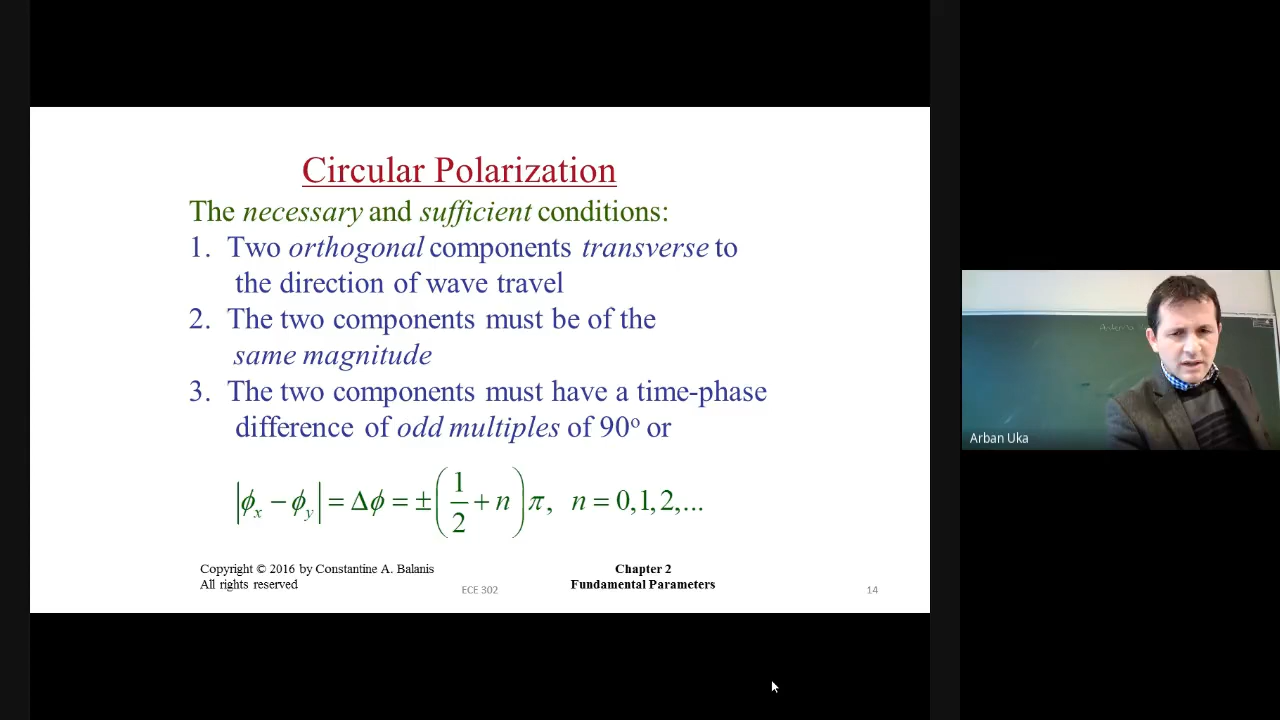 Circular Polarization
The necessary and sufficient conditions:
1. Two orthogonal components transverse to
the direction of wave travel
2. The two components must be of the
same magnitude
3. The two components must have a time-phase
difference of odd multiples of 90° or
|ϕx − ϕy| = Δϕ = ±(1/2 + n)π, n = 0,1,2,...
Copyright © 2016 by Constantine A. Balanis
All rights reserved
ECE 302
Chapter 2
Fundamental Parameters
14
Arban Uka